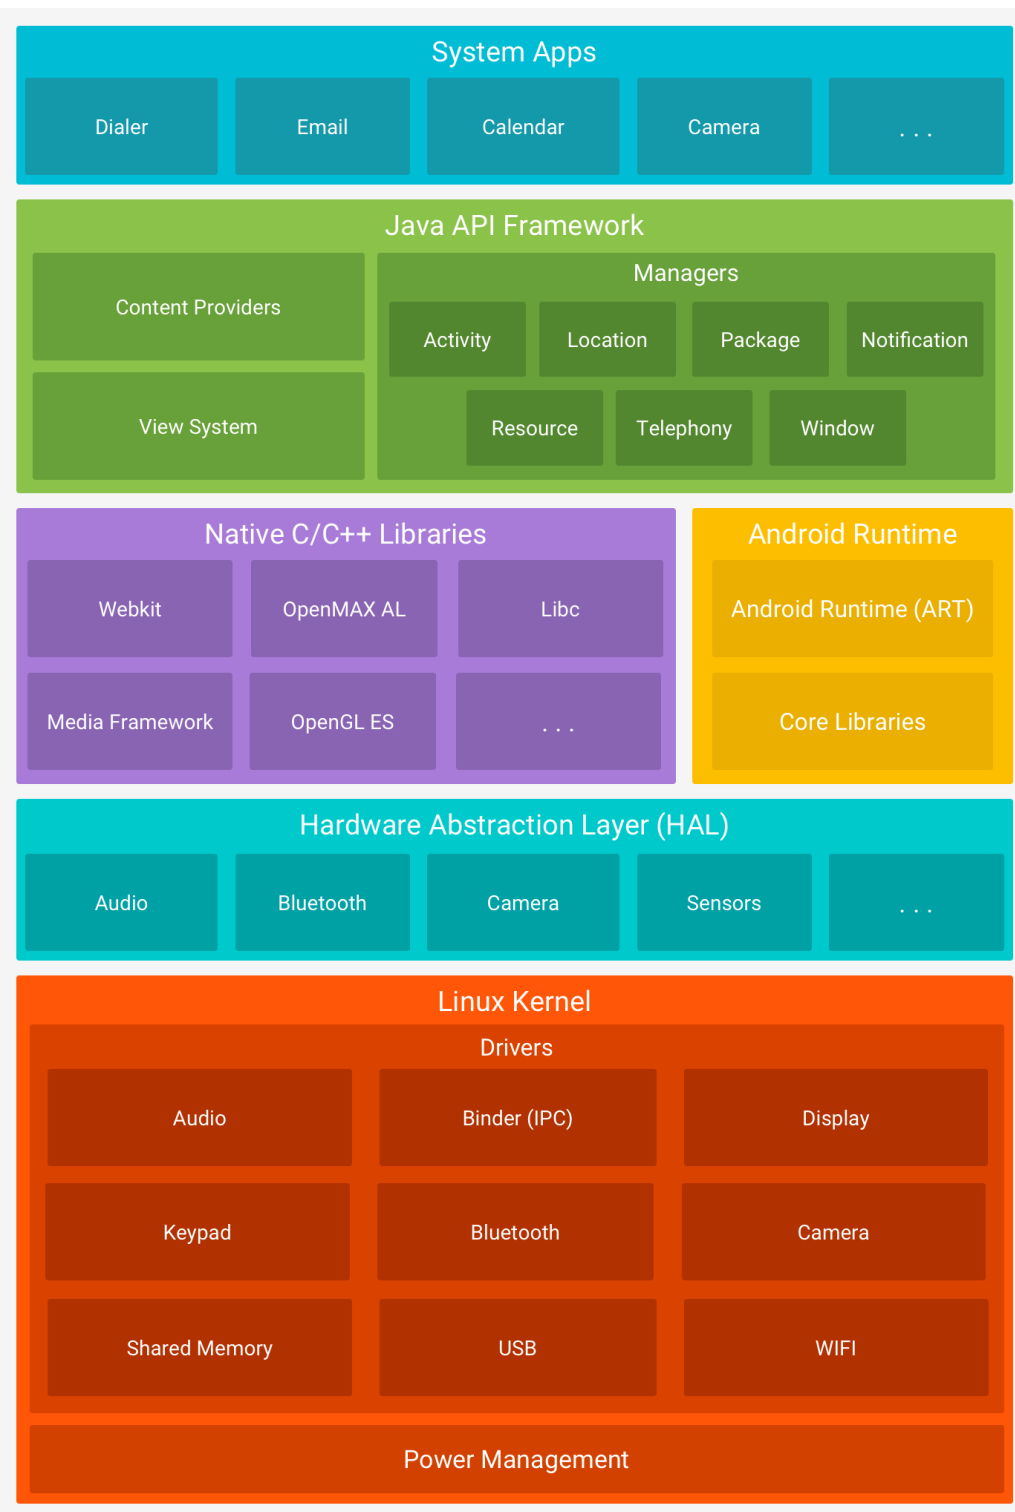 System Apps
Dialer
Email
Calendar
Camera
. . .
Java API Framework
Content Providers
View System
Managers
Activity
Location
Package
Notification
Resource
Telephony
Window
Native C/C++ Libraries
Webkit
OpenMAX AL
Libc
Media Framework
OpenGL ES
. . .
Android Runtime
Android Runtime (ART)
Core Libraries
Hardware Abstraction Layer (HAL)
Audio
Bluetooth
Camera
Sensors
. . .
Linux Kernel
Drivers
Audio
Binder (IPC)
Display
Keypad
Bluetooth
Camera
Shared Memory
USB
WIFI
Power Management